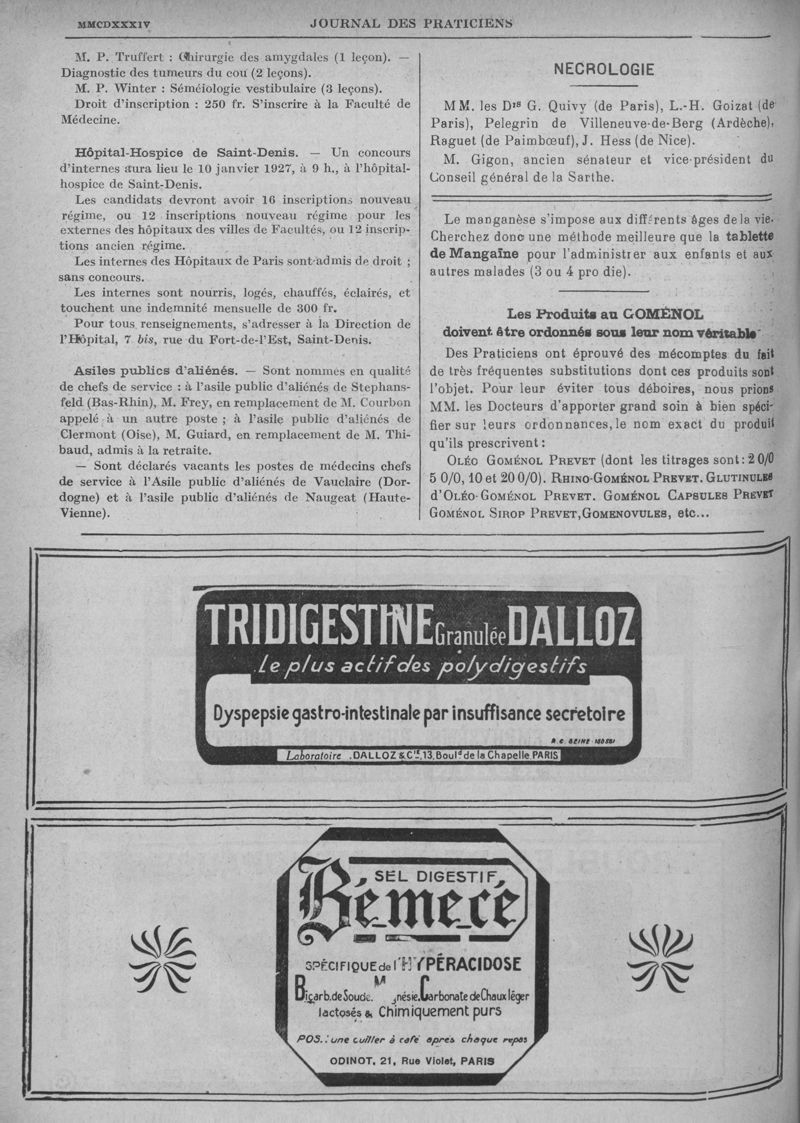 MMCDXXXIV
JOURNAL DES PRATICIENS
M. P. Truffert : Chirurgie des amygdales (1 leçon). —
Diagnostic des tumeurs du cou (2 leçons).
M. P. Winter : Séméiologie vestibulaire (3 leçons).
Droit d'inscription : 250 fr. S'inscrire à la Faculté de
Médecine.
Hôpital-Hospice de Saint-Denis. — Un concours
d'internes aura lieu le 10 janvier 1927, à 9 h., à l'hôpital-
hospice de Saint-Denis.
Les candidats devront avoir 16 inscriptions nouveau
régime, ou 12 inscriptions nouveau régime pour les
externes des hôpitaux des villes de Facultés, ou 12 inscrip-
tions ancien régime.
Les internes des Hôpitaux de Paris sont admis de droit ;
sans concours.
Les internes sont nourris, logés, chauffés, éclairés, et
touchent une indemnité mensuelle de 300 fr.
Pour tous renseignements, s'adresser à la Direction de
l'Hôpital, 7 bis, rue du Fort-de-l'Est, Saint-Denis.
Asiles publics d'aliénés. — Sont nommés en qualité
de chefs de service : à l'asile public d'aliénés de Stephans-
feld (Bas-Rhin), M. Frey, en remplacement de M. Courbon
appelé à un autre poste ; à l'asile public d'aliénés de
Clermont (Oise), M. Guiard, en remplacement de M. Thi-
baud, admis à la retraite.
— Sont déclarés vacants les postes de médecins chefs
de service à l'Asile public d'aliénés de Vauclaire (Dor-
dogne) et à l'asile public d'aliénés de Naugeat (Haute-
Vienne).
NECROLOGIE
MM. les Drs G. Quivy (de Paris), L.-H. Goizat (de
Paris), Pelegrin de Villeneuve-de-Berg (Ardèche),
Raguet (de Paimbœuf), J. Hess (de Nice).
M. Gigon, ancien sénateur et vice-président du
Conseil général de la Sarthe.
Le manganèse s'impose aux différents âges de la vie.
Cherchez donc une méthode meilleure que la tablette
de Mangaïne pour l'administrer aux enfants et aux
autres malades (3 ou 4 pro die).
Les Produits au GOMÉNOL
doivent être ordonnés sous leur nom véritable
Des Praticiens ont éprouvé des mécomptes du fait
de très fréquentes substitutions dont ces produits sont
l'objet. Pour leur éviter tous déboires, nous prions
MM. les Docteurs d'apporter grand soin à bien spéci-
fier sur leurs ordonnances, le nom exact du produit
qu'ils prescrivent :
OLÉO GOMÉNOL PREVET (dont les titrages sont : 2 0/0
5 0/0, 10 et 20 0/0). RHINO-GOMÉNOL PREVET. GLUTINULES
d'OLÉO-GOMÉNOL PREVET. GOMÉNOL CAPSULES PREVET
GOMÉNOL SIROP PREVET, GOMENOVULES, etc...
TRIDIGESTINE Granulée DALLOZ
Le plus actif des polydigestifs
Dyspepsie gastro-intestinale par insuffisance secretoire
R. C. SEINE
Laboratoire .DALLOZ & Cie, 13, Bould de la Chapelle PARIS
SEL DIGESTIF
Bémecé
SPÉCIFIQUE de l'HYPÉRACIDOSE
Bicarb. de Soude. Magnésie. Carbonate de Chaux léger
lactosés & Chimiquement purs
POS. : une cuiller à café après chaque repas
ODINOT, 21, Rue Violet, PARIS